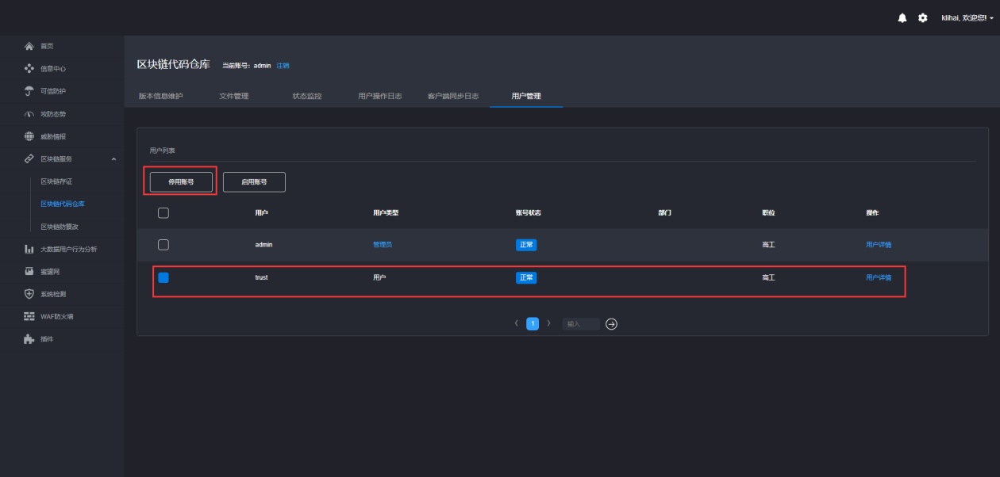 klihai, 欢迎您!
首页
信息中心
可信防护
攻防态势
威胁情报
区块链服务
区块链存证
区块链代码仓库
区块链防篡改
大数据用户行为分析
蜜罐网
系统检测
WAF防火墙
插件
区块链代码仓库 当前账号：admin 注销
版本信息维护 文件管理 状态监控 用户操作日志 客户端同步日志 用户管理
用户列表
停用账号 启用账号
用户 用户类型 账号状态 部门 职位 操作
admin 管理员 正常 高工 用户详情
trust 用户 正常 高工 用户详情
1 输入